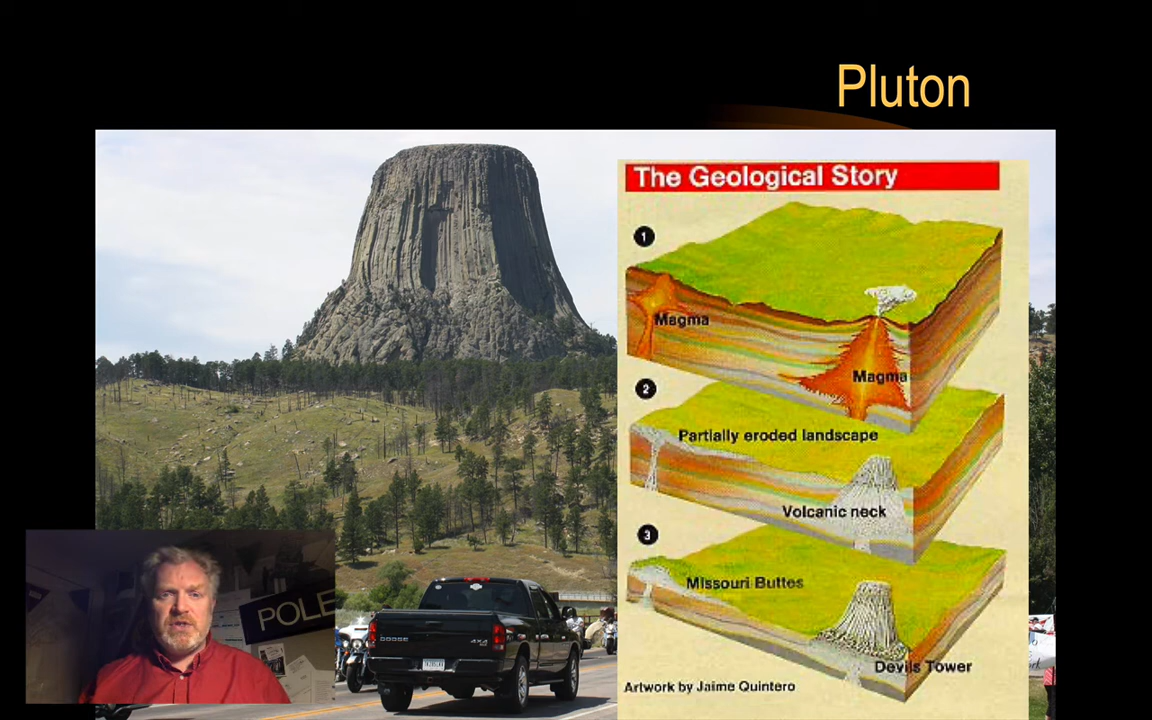 Pluton
The Geological Story
1
Magma
Magma
2
Partially eroded landscape
Volcanic neck
3
Missouri Buttes
Devils Tower
Artwork by Jaime Quintero
POLE
DODGE
4X4